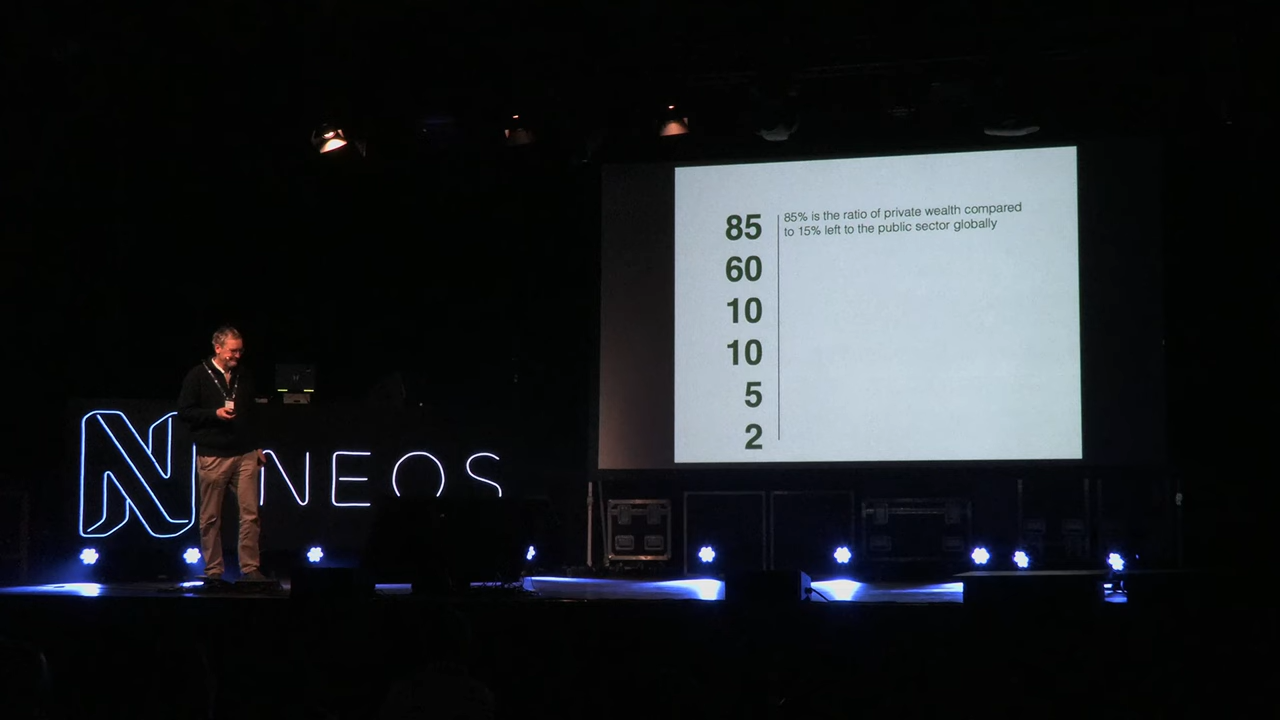 85
85% is the ratio of private wealth compared
to 15% left to the public sector globally
60
10
10
5
2
NEOS